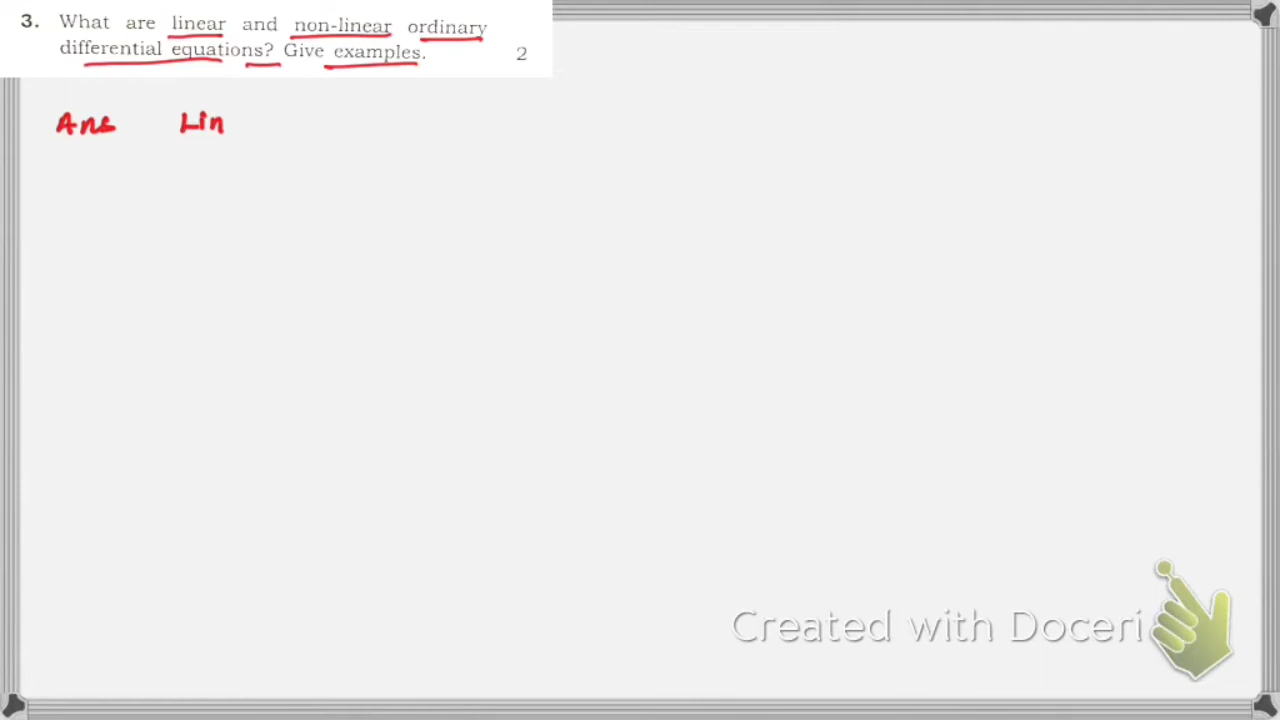 3. What are linear and non-linear ordinary
differential equations? Give examples. 2
Ans Lin
Created with Doceri